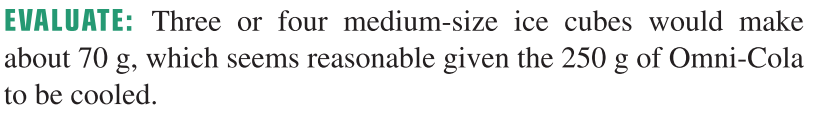 EVALUATE: Three or four medium-size ice cubes would make
about 70 g, which seems reasonable given the 250 g of Omni-Cola
to be cooled.